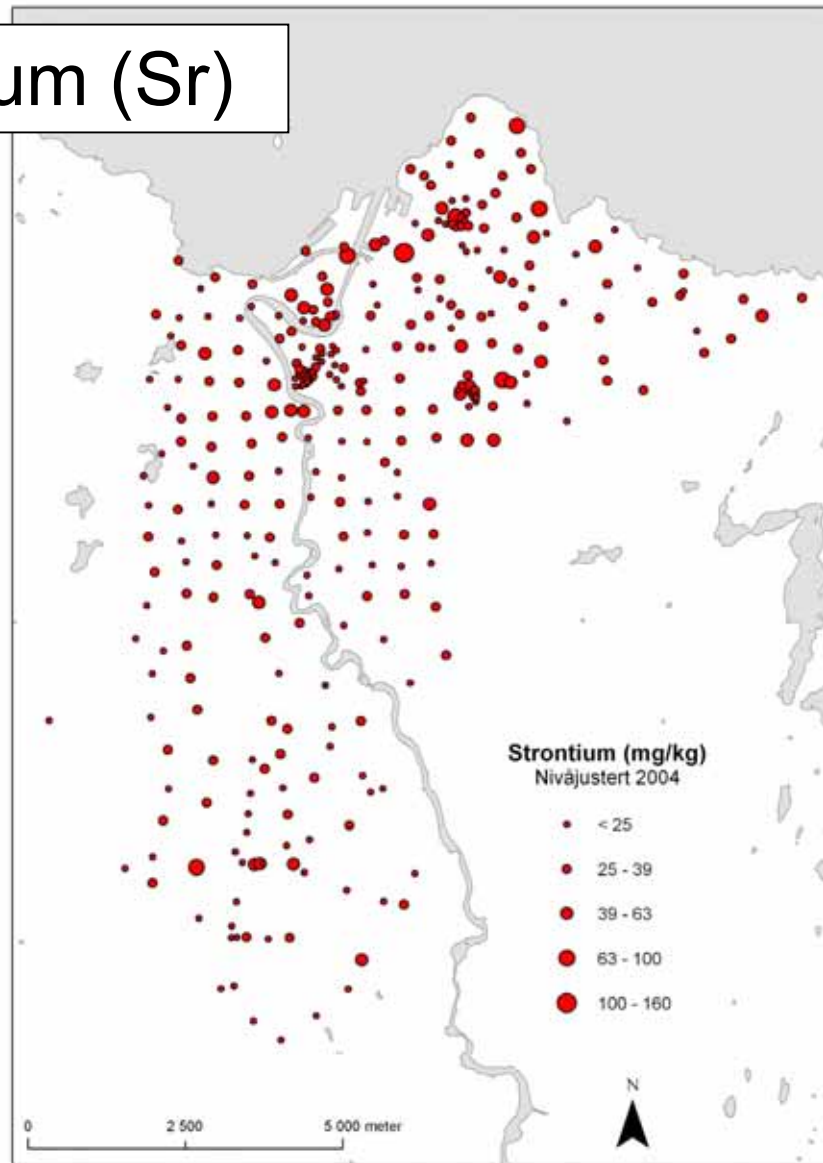 um (Sr)
Strontium (mg/kg)
Nivåjustert 2004
< 25
25 - 39
39 - 63
63 - 100
100 - 160
N
0 2 500 5 000 meter